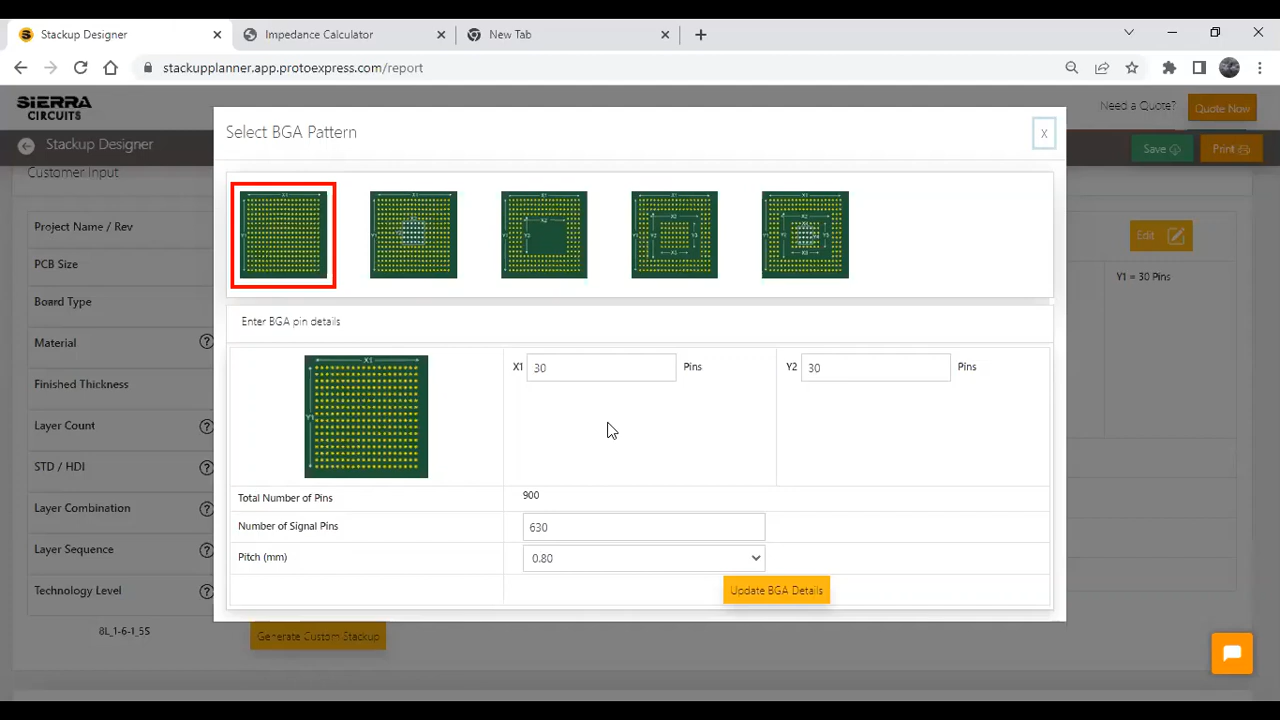 Stackup Designer
Impedance Calculator
New Tab
stackupplanner.app.protoexpress.com/report
SIERRA
CIRCUITS
Need a Quote?
Quote Now
Stackup Designer
Save
Print
Customer Input
Project Name / Rev
PCB Size
Board Type
Material
Finished Thickness
Layer Count
STD / HDI
Layer Combination
Layer Sequence
Technology Level
8L_1-6-1_55
Generate Custom Stackup
Edit
Y1 = 30 Pins
Select BGA Pattern
X
Enter BGA pin details
X1
Y1
X1 30 Pins
Y2 30 Pins
Total Number of Pins 900
Number of Signal Pins 630
Pitch (mm) 0.80
Update BGA Details